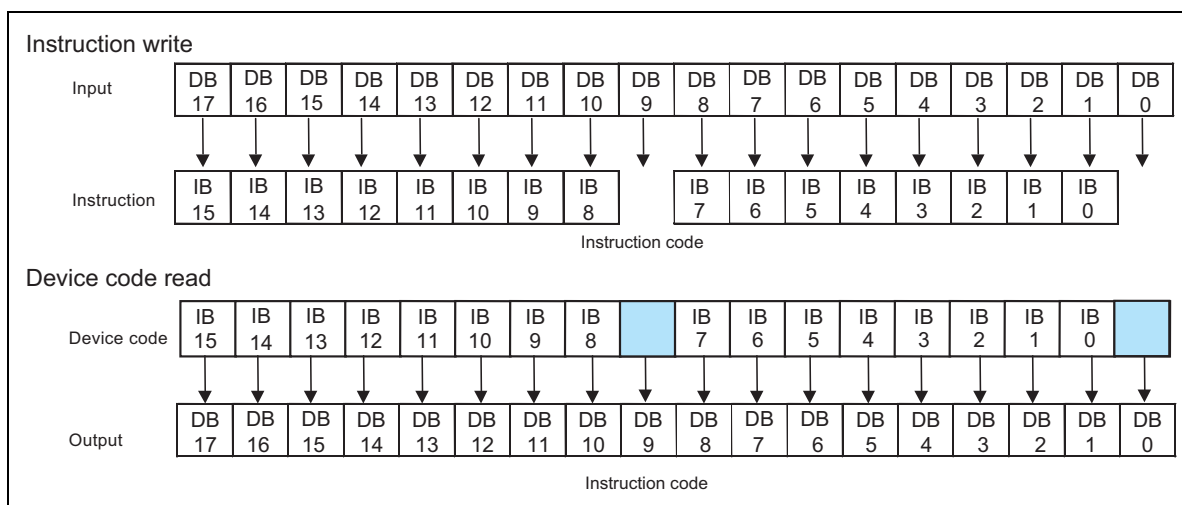 Instruction write
Input DB 17 DB 16 DB 15 DB 14 DB 13 DB 12 DB 11 DB 10 DB 9 DB 8 DB 7 DB 6 DB 5 DB 4 DB 3 DB 2 DB 1 DB 0
Instruction IB 15 IB 14 IB 13 IB 12 IB 11 IB 10 IB 9 IB 8 IB 7 IB 6 IB 5 IB 4 IB 3 IB 2 IB 1 IB 0
Instruction code
Device code read
Device code IB 15 IB 14 IB 13 IB 12 IB 11 IB 10 IB 9 IB 8 IB 7 IB 6 IB 5 IB 4 IB 3 IB 2 IB 1 IB 0
Output DB 17 DB 16 DB 15 DB 14 DB 13 DB 12 DB 11 DB 10 DB 9 DB 8 DB 7 DB 6 DB 5 DB 4 DB 3 DB 2 DB 1 DB 0
Instruction code